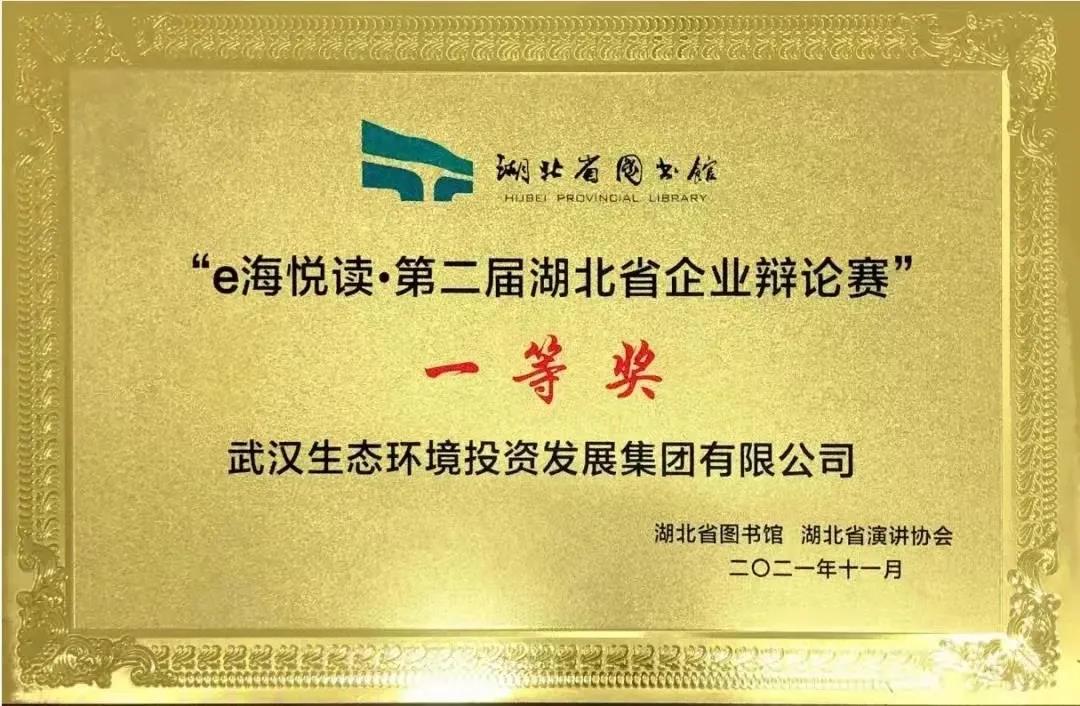 湖北省图书馆
HUBEI PROVINCIAL LIBRARY
“e海悦读·第二届湖北省企业辩论赛”
一等奖
武汉生态环境投资发展集团有限公司
湖北省图书馆 湖北省演讲协会
二〇二一年十一月